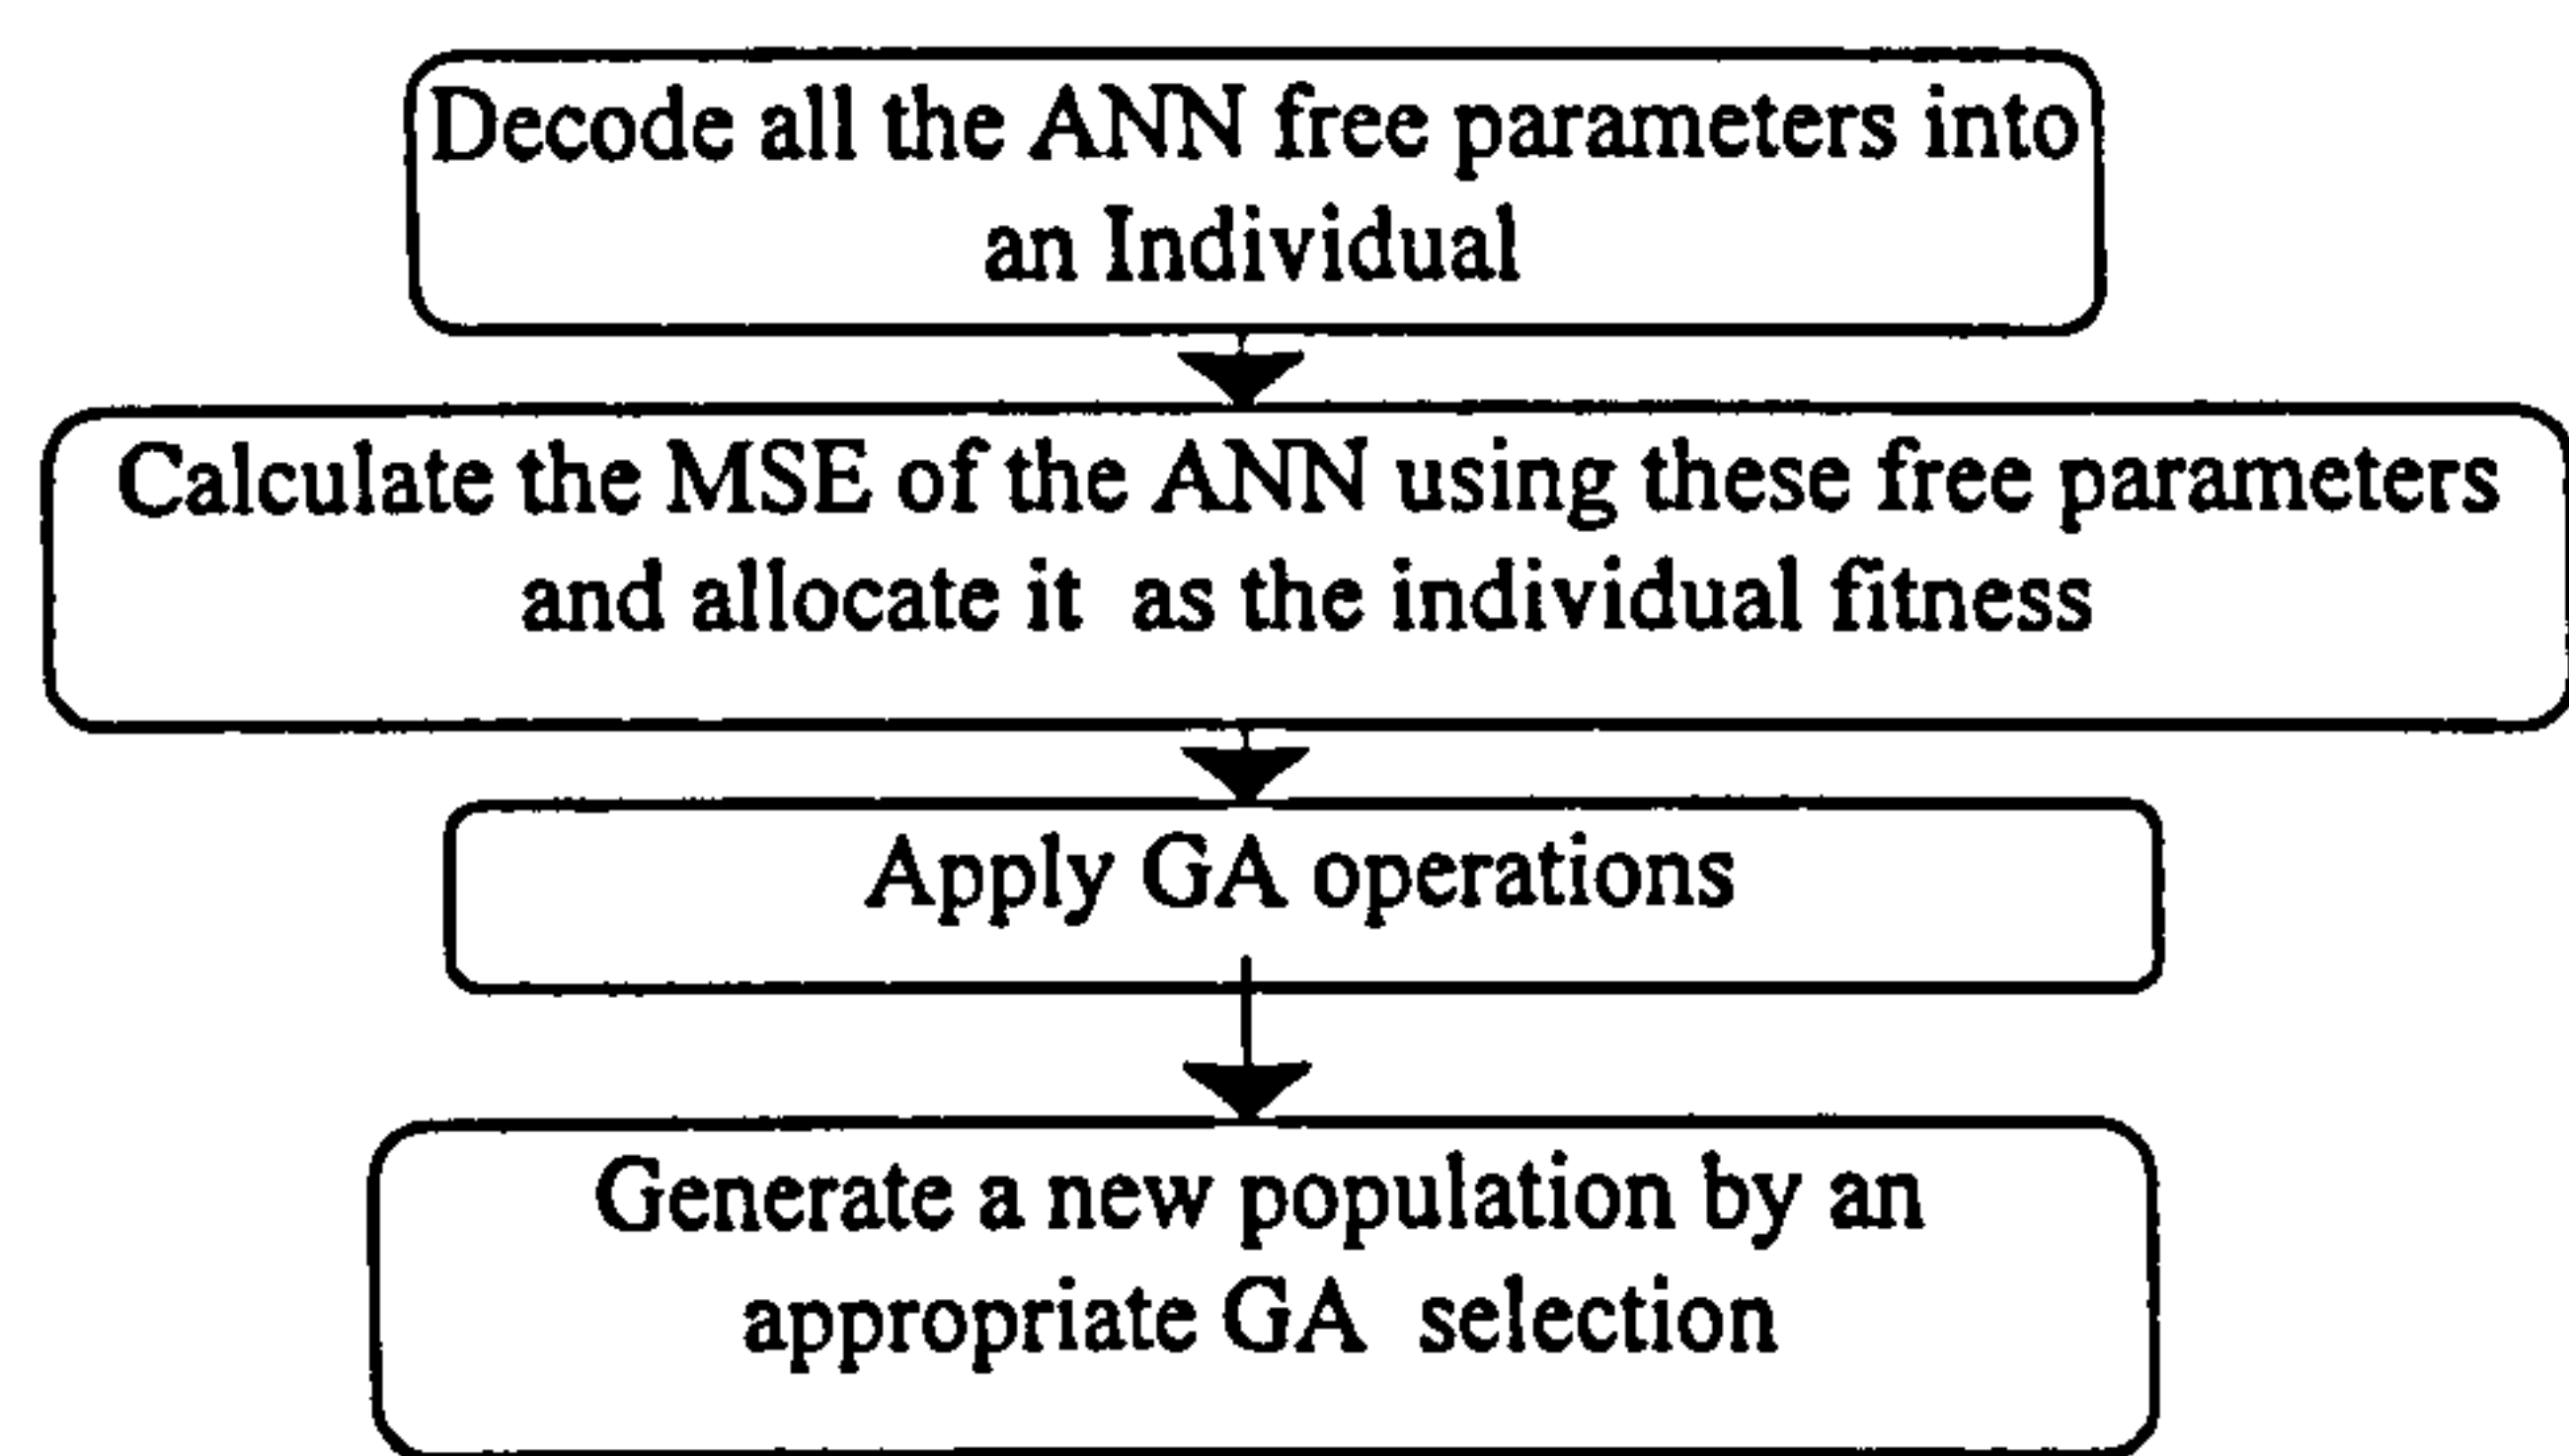 Decode all the ANN free parameters into
an Individual
Calculate the MSE of the ANN using these free parameters
and allocate it as the individual fitness
Apply GA operations
Generate a new population by an
appropriate GA selection